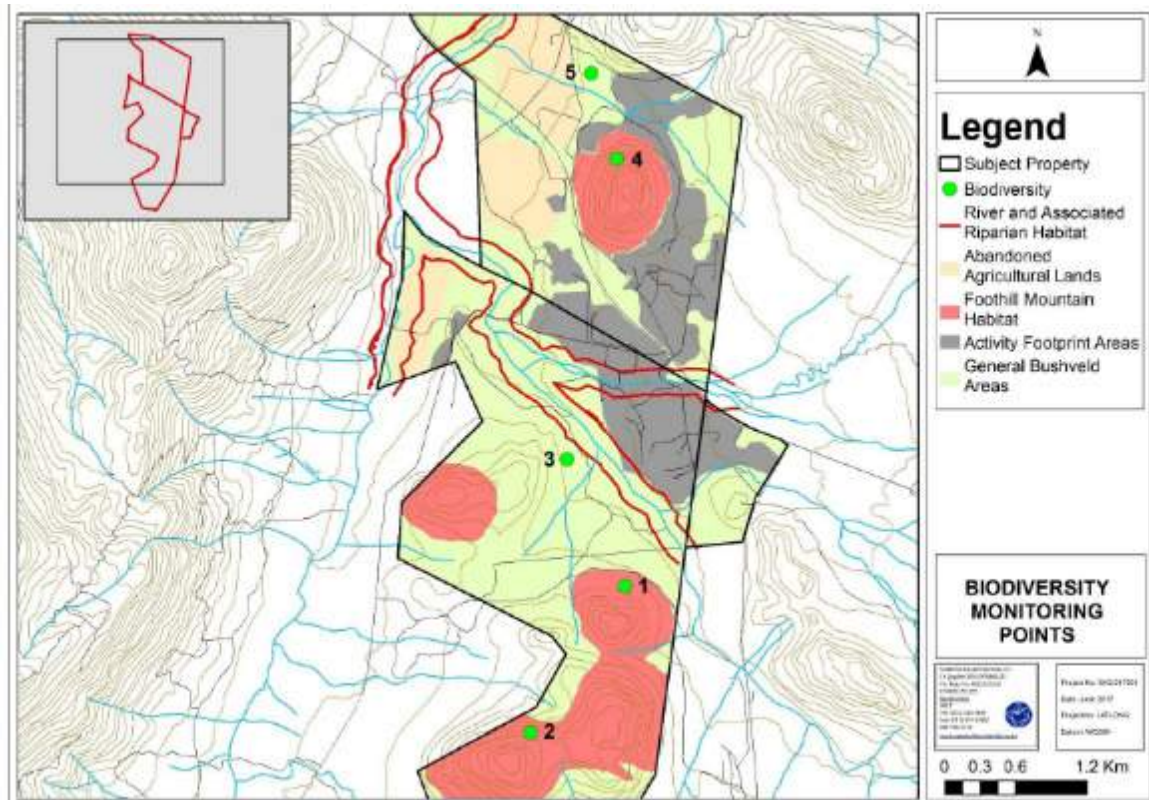 5
4
3
1
2
N
Legend
Subject Property
Biodiversity
River and Associated
Riparian Habitat
Abandoned
Agricultural Lands
Foothill Mountain
Habitat
Activity Footprint Areas
General Bushveld
Areas
BIODIVERSITY
MONITORING
POINTS
0 0.3 0.6 1.2 Km